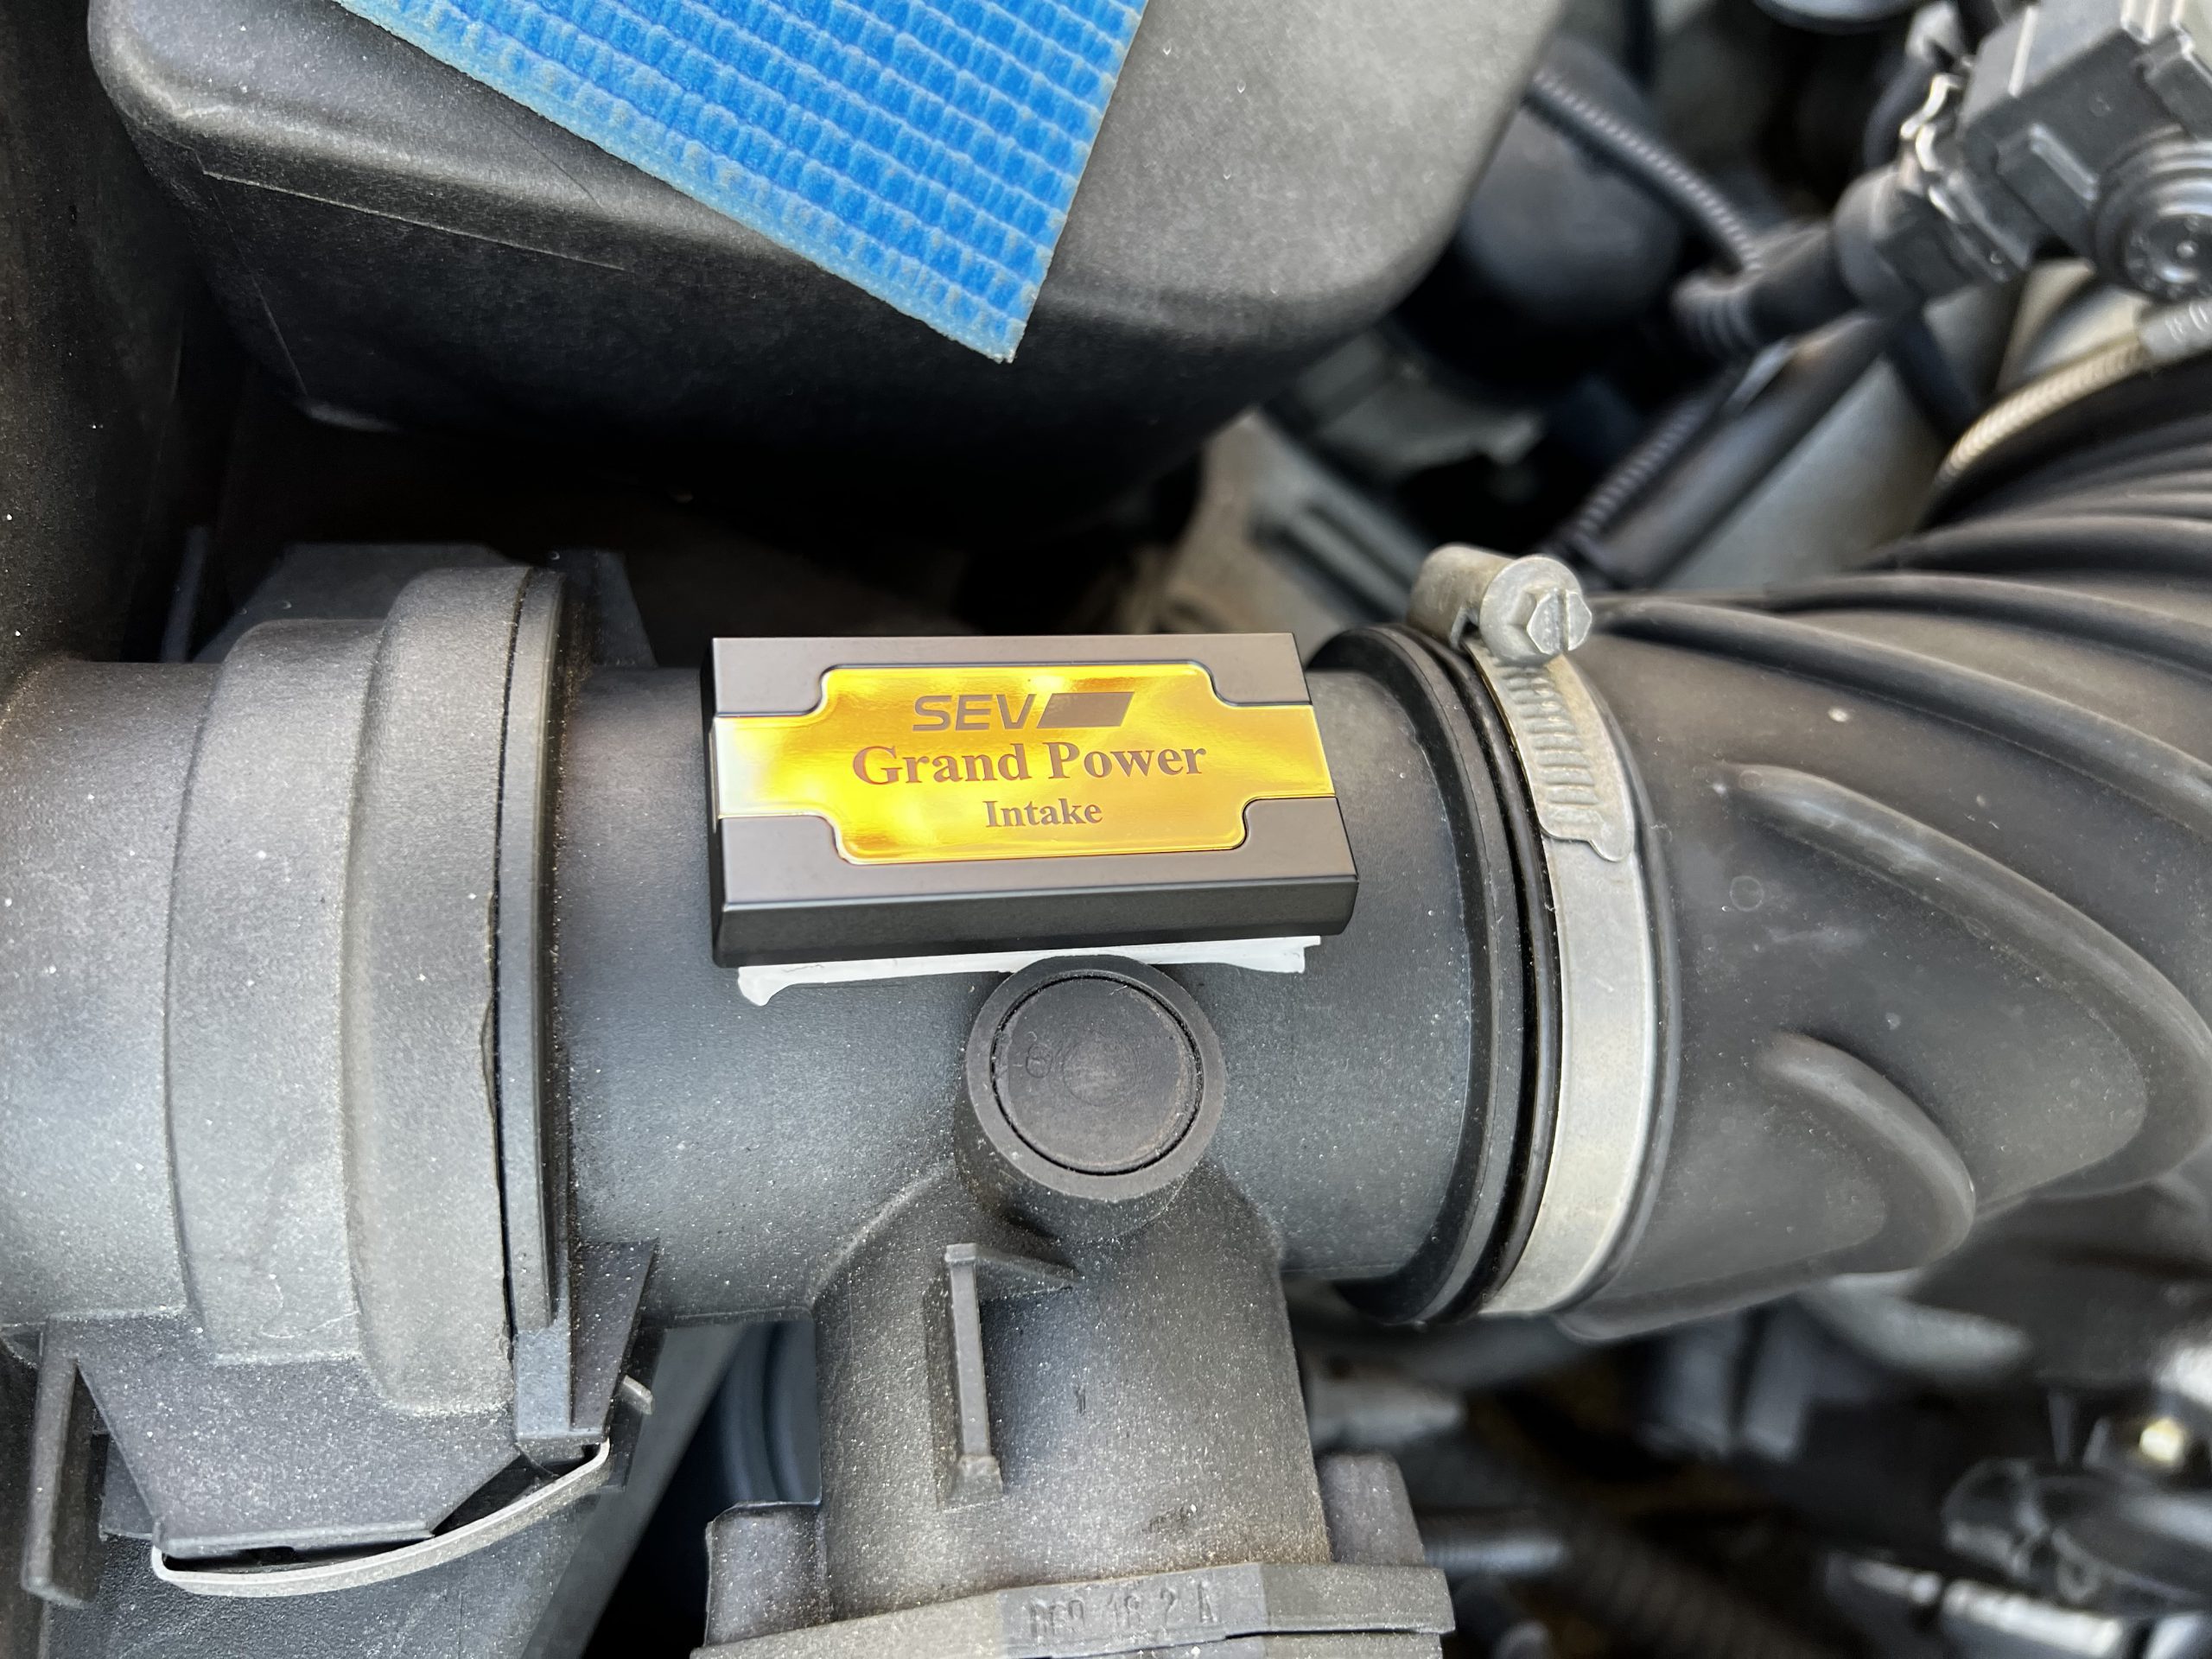 SEV
Grand Power
Intake